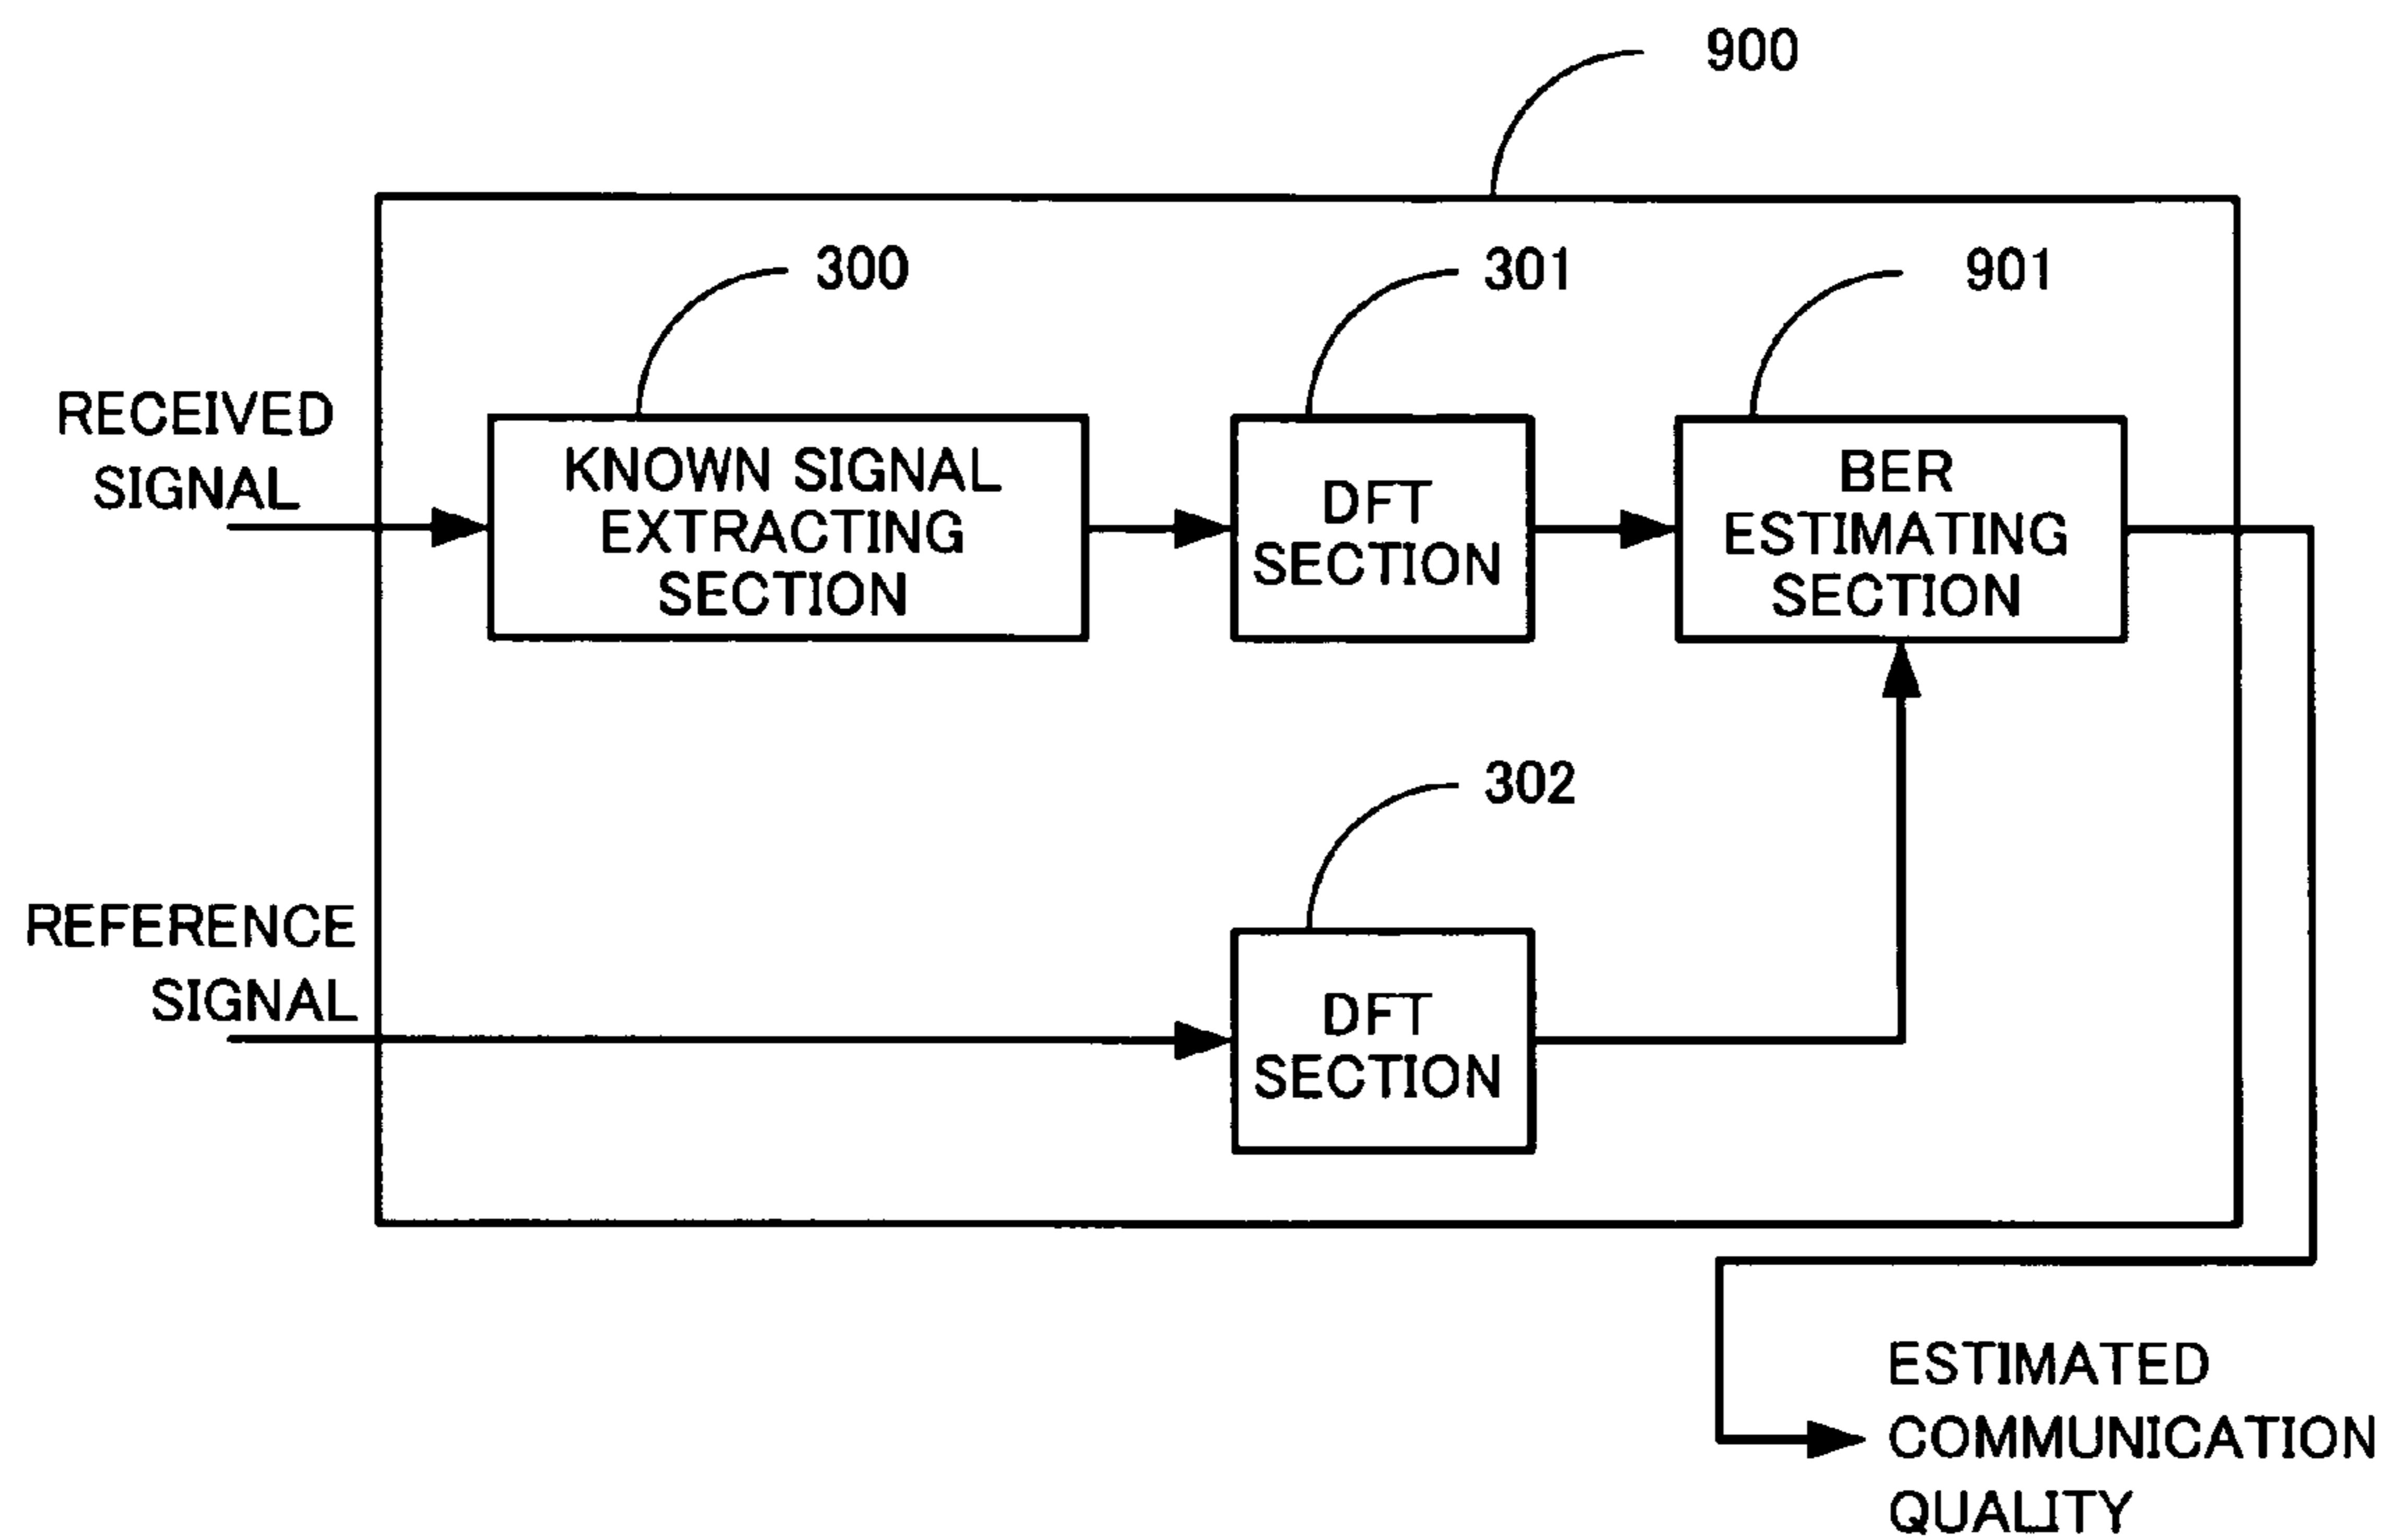 900
300
301
901
RECEIVED
SIGNAL
KNOWN SIGNAL
EXTRACTING
SECTION
DFT
SECTION
BER
ESTIMATING
SECTION
302
REFERENCE
SIGNAL
DFT
SECTION
ESTIMATED
COMMUNICATION
QUALITY